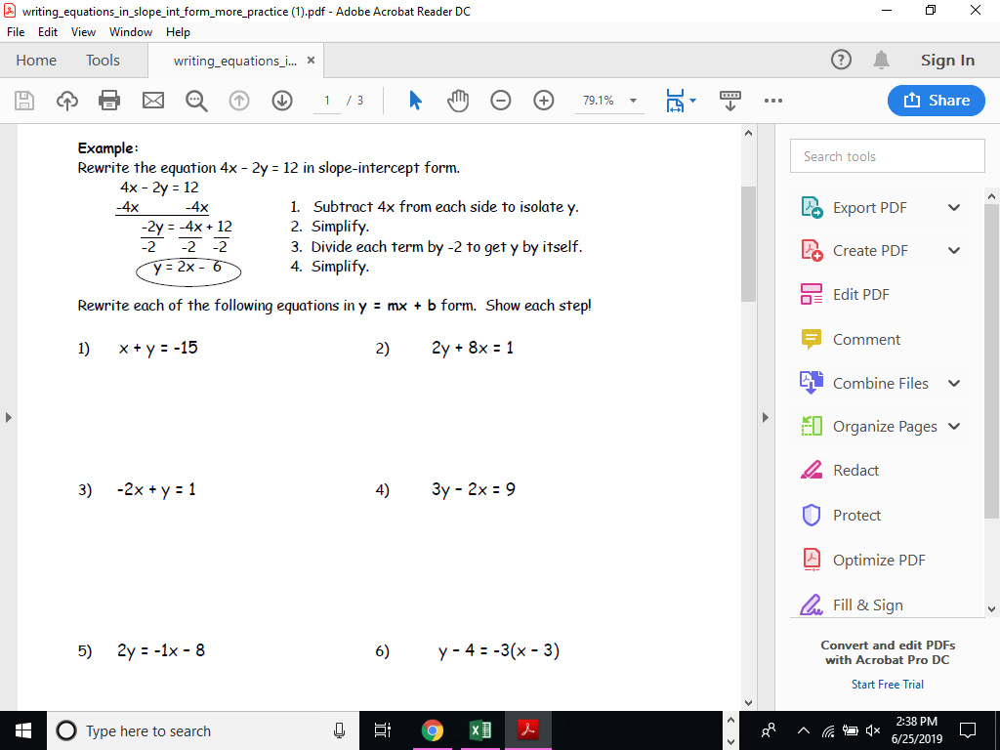 writing_equations_in_slope_int_form_more_practice (1).pdf - Adobe Acrobat Reader DC
File Edit View Window Help
Home Tools writing_equations_i... × ? Sign In
1 / 3 79.1% Share
Example:
Rewrite the equation 4x – 2y = 12 in slope-intercept form.
4x – 2y = 12
-4x -4x 1. Subtract 4x from each side to isolate y.
-2y = -4x + 12 2. Simplify.
-2 -2 -2 3. Divide each term by -2 to get y by itself.
y = 2x – 6 4. Simplify.
Rewrite each of the following equations in y = mx + b form. Show each step!
1) x + y = -15 2) 2y + 8x = 1
3) -2x + y = 1 4) 3y – 2x = 9
5) 2y = -1x – 8 6) y – 4 = -3(x – 3)
Search tools
Export PDF
Create PDF
Edit PDF
Comment
Combine Files
Organize Pages
Redact
Protect
Optimize PDF
Fill & Sign
Convert and edit PDFs
with Acrobat Pro DC
Start Free Trial
Type here to search
2:38 PM
6/25/2019